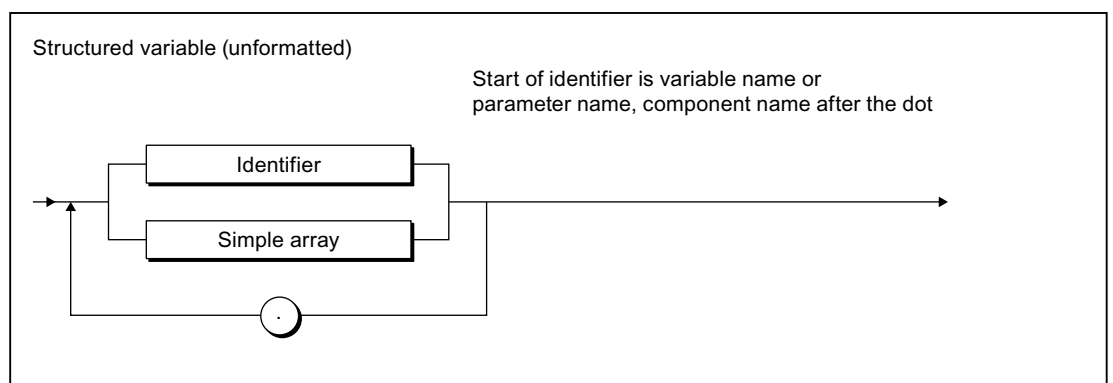 Structured variable (unformatted)
Start of identifier is variable name or
parameter name, component name after the dot
Identifier
Simple array
.